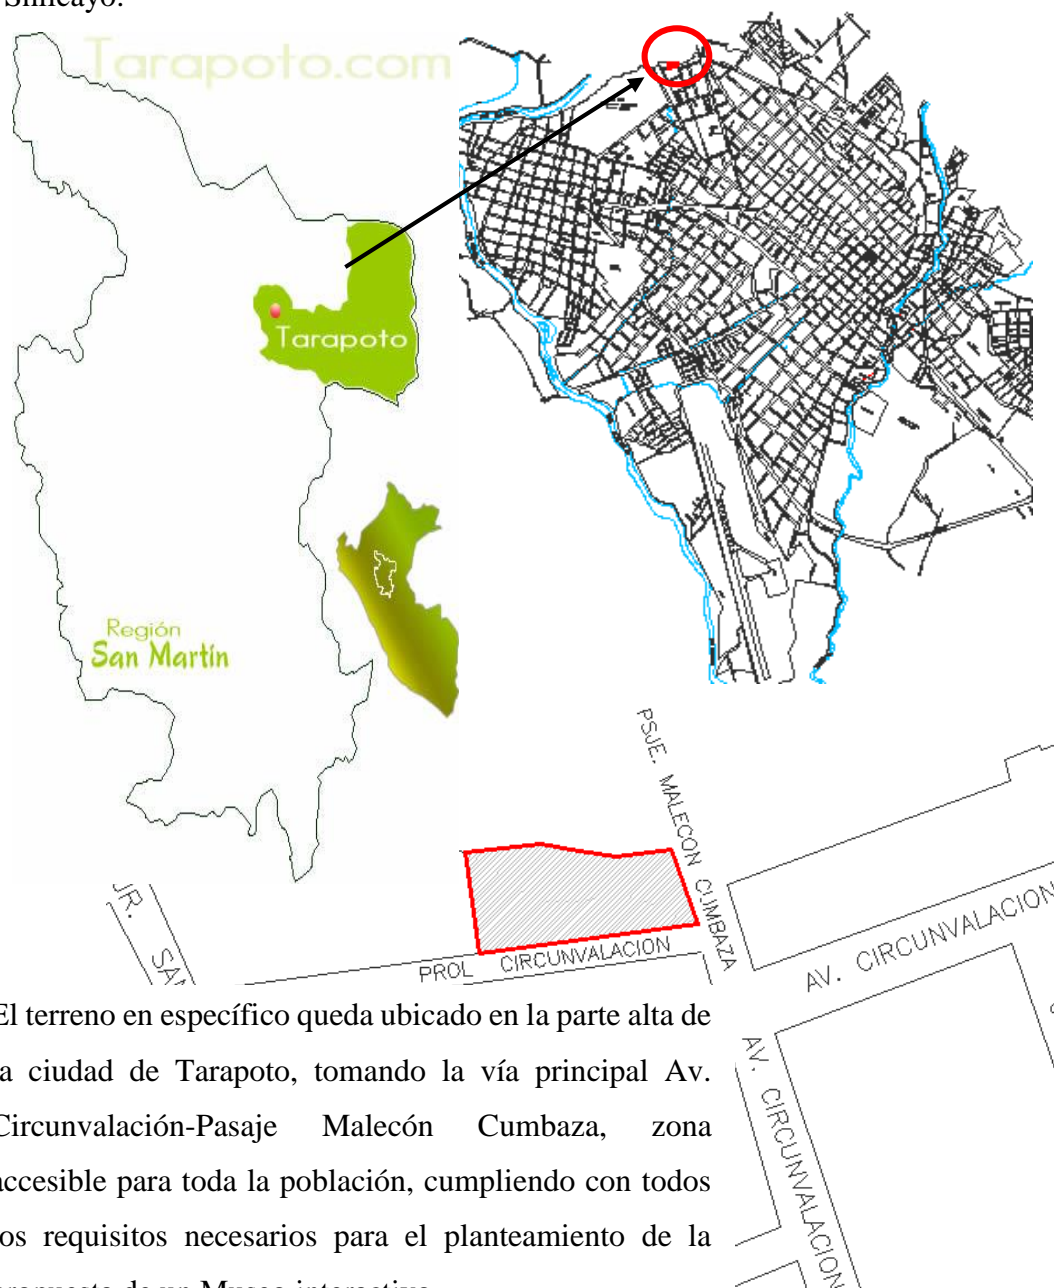 Shilcayo.
Tarapoto.com
Tarapoto
Región
San Martín
PSJE. MALECON CUMBAZA
JR. SAN
PROL CIRCUNVALACION
AV. CIRCUNVALACION
AV. CIRCUNVALACION
El terreno en específico queda ubicado en la parte alta de
la ciudad de Tarapoto, tomando la vía principal Av.
Circunvalación-Pasaje Malecón Cumbaza, zona
accesible para toda la población, cumpliendo con todos
los requisitos necesarios para el planteamiento de la
propuesta de un Museo interactivo.